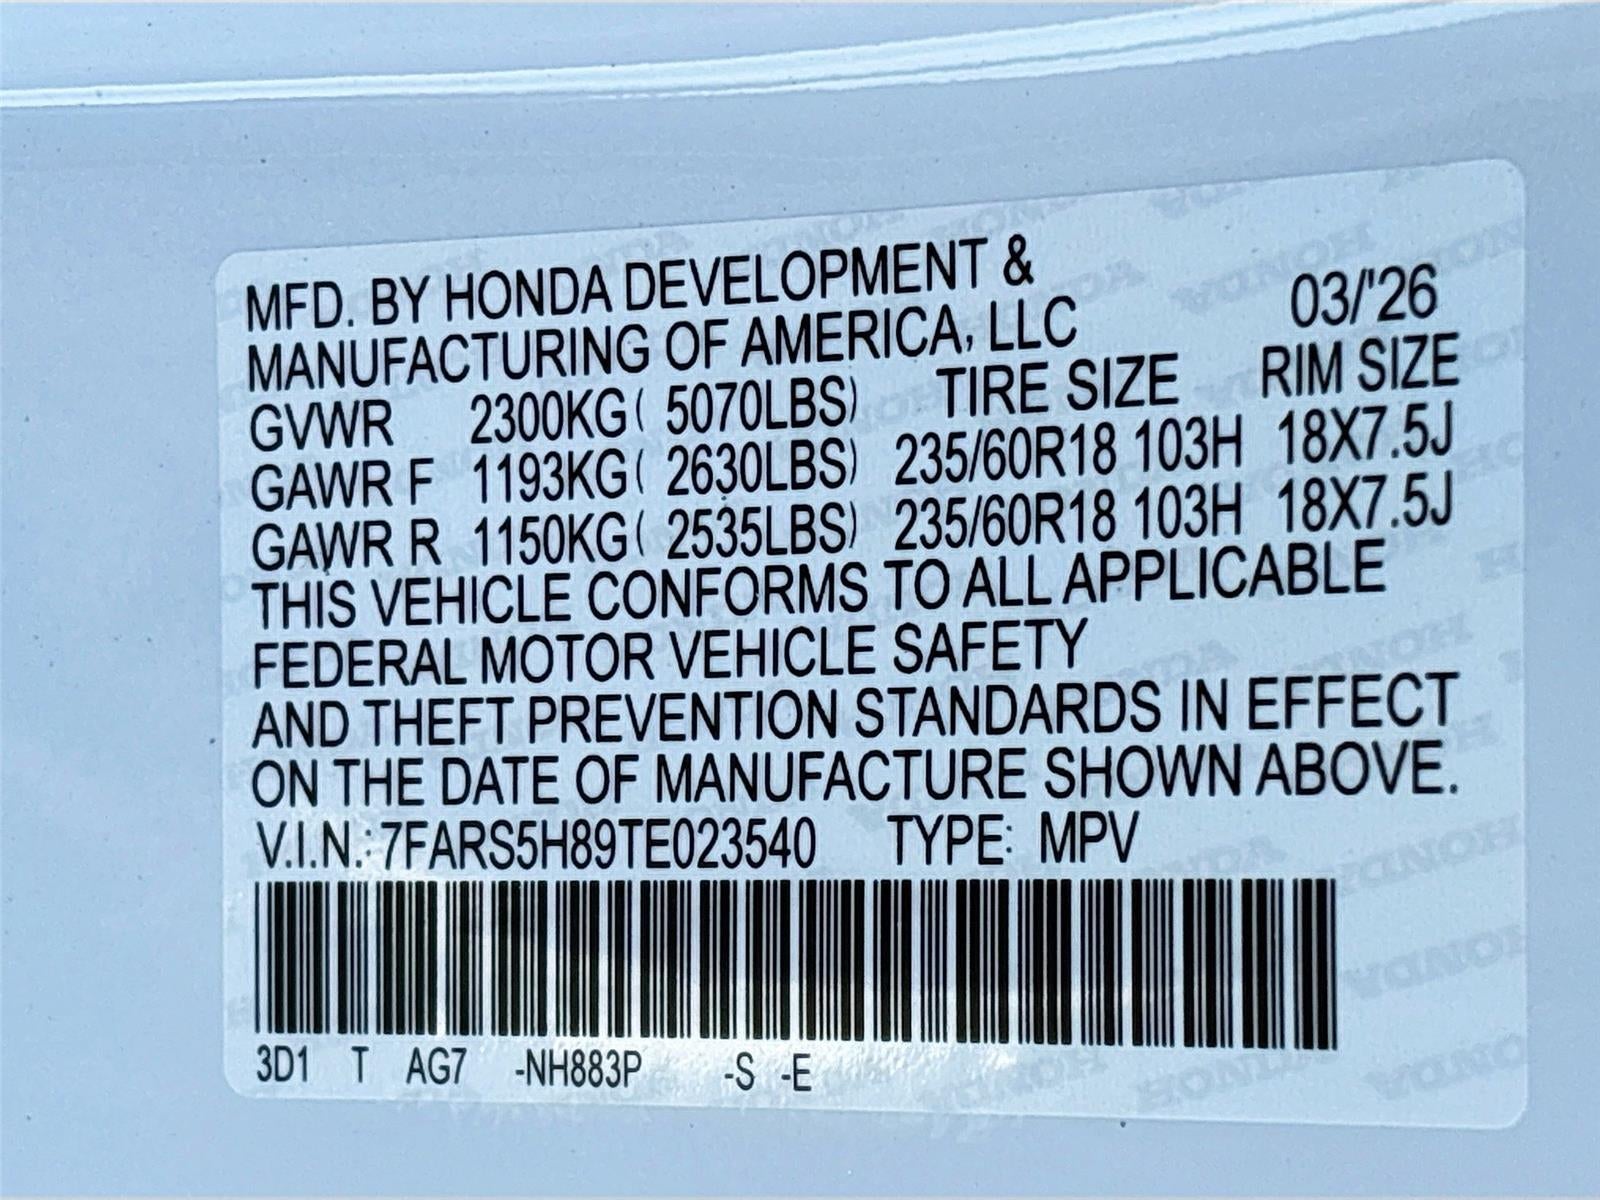 MFD. BY HONDA DEVELOPMENT &
MANUFACTURING OF AMERICA, LLC 03/'26
GVWR 2300KG( 5070LBS) TIRE SIZE RIM SIZE
GAWR F 1193KG( 2630LBS) 235/60R18 103H 18X7.5J
GAWR R 1150KG( 2535LBS) 235/60R18 103H 18X7.5J
THIS VEHICLE CONFORMS TO ALL APPLICABLE
FEDERAL MOTOR VEHICLE SAFETY
AND THEFT PREVENTION STANDARDS IN EFFECT
ON THE DATE OF MANUFACTURE SHOWN ABOVE.
V.I.N.: 7FARS5H89TE023540 TYPE: MPV
3D1 T AG7 -NH883P -S -E